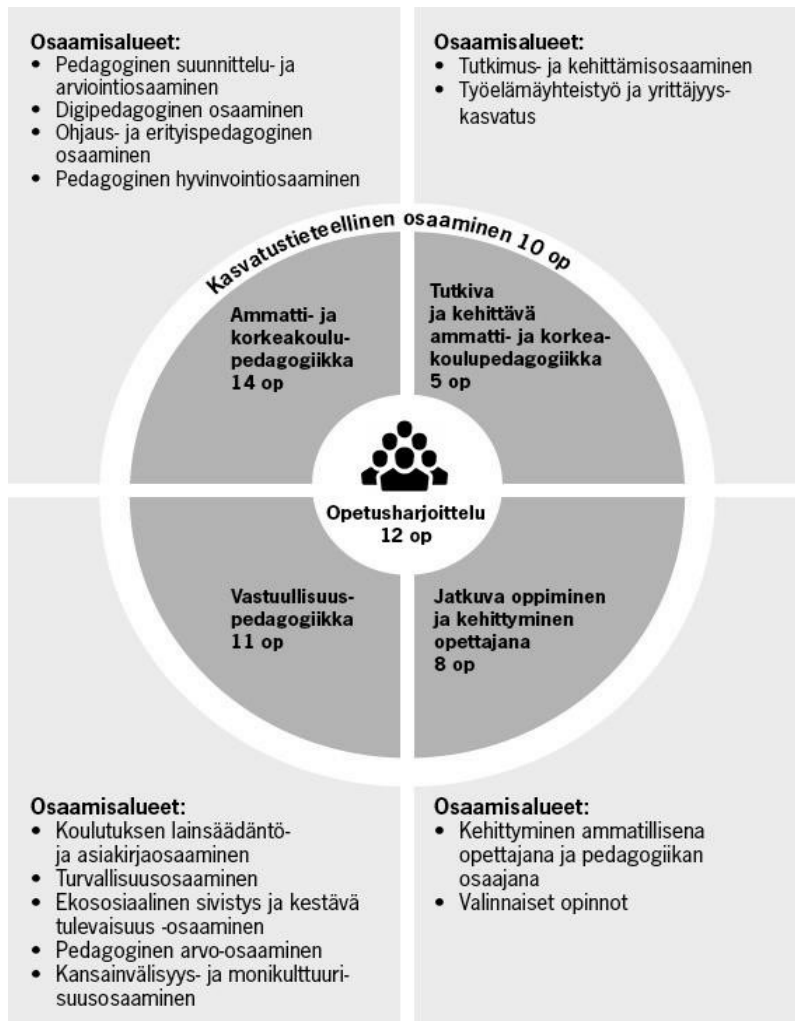 Osaamisalueet:
• Pedagoginen suunnittelu- ja
arviointiosaaminen
• Digipedagoginen osaaminen
• Ohjaus- ja erityispedagoginen
osaaminen
• Pedagoginen hyvinvointiosaaminen
Osaamisalueet:
• Tutkimus- ja kehittämisosaaminen
• Työelämäyhteistyö ja yrittäjyys-
kasvatus
Kasvatustieteellinen osaaminen 10 op
Ammatti- ja
korkeakoulu-
pedagogiikka
14 op
Tutkiva
ja kehittävä
ammatti- ja korkea-
koulupedagogiikka
5 op
Opetusharjoittelu
12 op
Vastuullisuus-
pedagogiikka
11 op
Jatkuva oppiminen
ja kehittyminen
opettajana
8 op
Osaamisalueet:
• Koulutuksen lainsäädäntö-
ja asiakirjaosaaminen
• Turvallisuusosaaminen
• Ekososiaalinen sivistys ja kestävä
tulevaisuus -osaaminen
• Pedagoginen arvo-osaaminen
• Kansainvälisyys- ja monikulttuuri-
suusosaaminen
Osaamisalueet:
• Kehittyminen ammatillisena
opettajana ja pedagogiikan
osaajana
• Valinnaiset opinnot